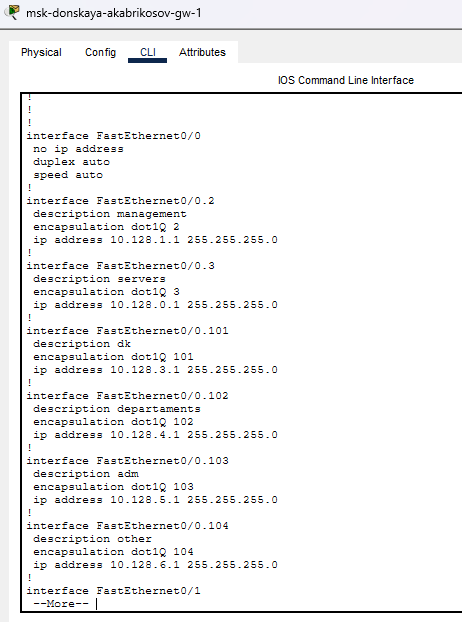 msk-donskaya-akabrikosov-gw-1
Physical Config CLI Attributes
IOS Command Line Interface
!
!
!
interface FastEthernet0/0
no ip address
duplex auto
speed auto
!
interface FastEthernet0/0.2
description management
encapsulation dot1Q 2
ip address 10.128.1.1 255.255.255.0
!
interface FastEthernet0/0.3
description servers
encapsulation dot1Q 3
ip address 10.128.0.1 255.255.255.0
!
interface FastEthernet0/0.101
description dk
encapsulation dot1Q 101
ip address 10.128.3.1 255.255.255.0
!
interface FastEthernet0/0.102
description departaments
encapsulation dot1Q 102
ip address 10.128.4.1 255.255.255.0
!
interface FastEthernet0/0.103
description adm
encapsulation dot1Q 103
ip address 10.128.5.1 255.255.255.0
!
interface FastEthernet0/0.104
description other
encapsulation dot1Q 104
ip address 10.128.6.1 255.255.255.0
!
interface FastEthernet0/1
--More--